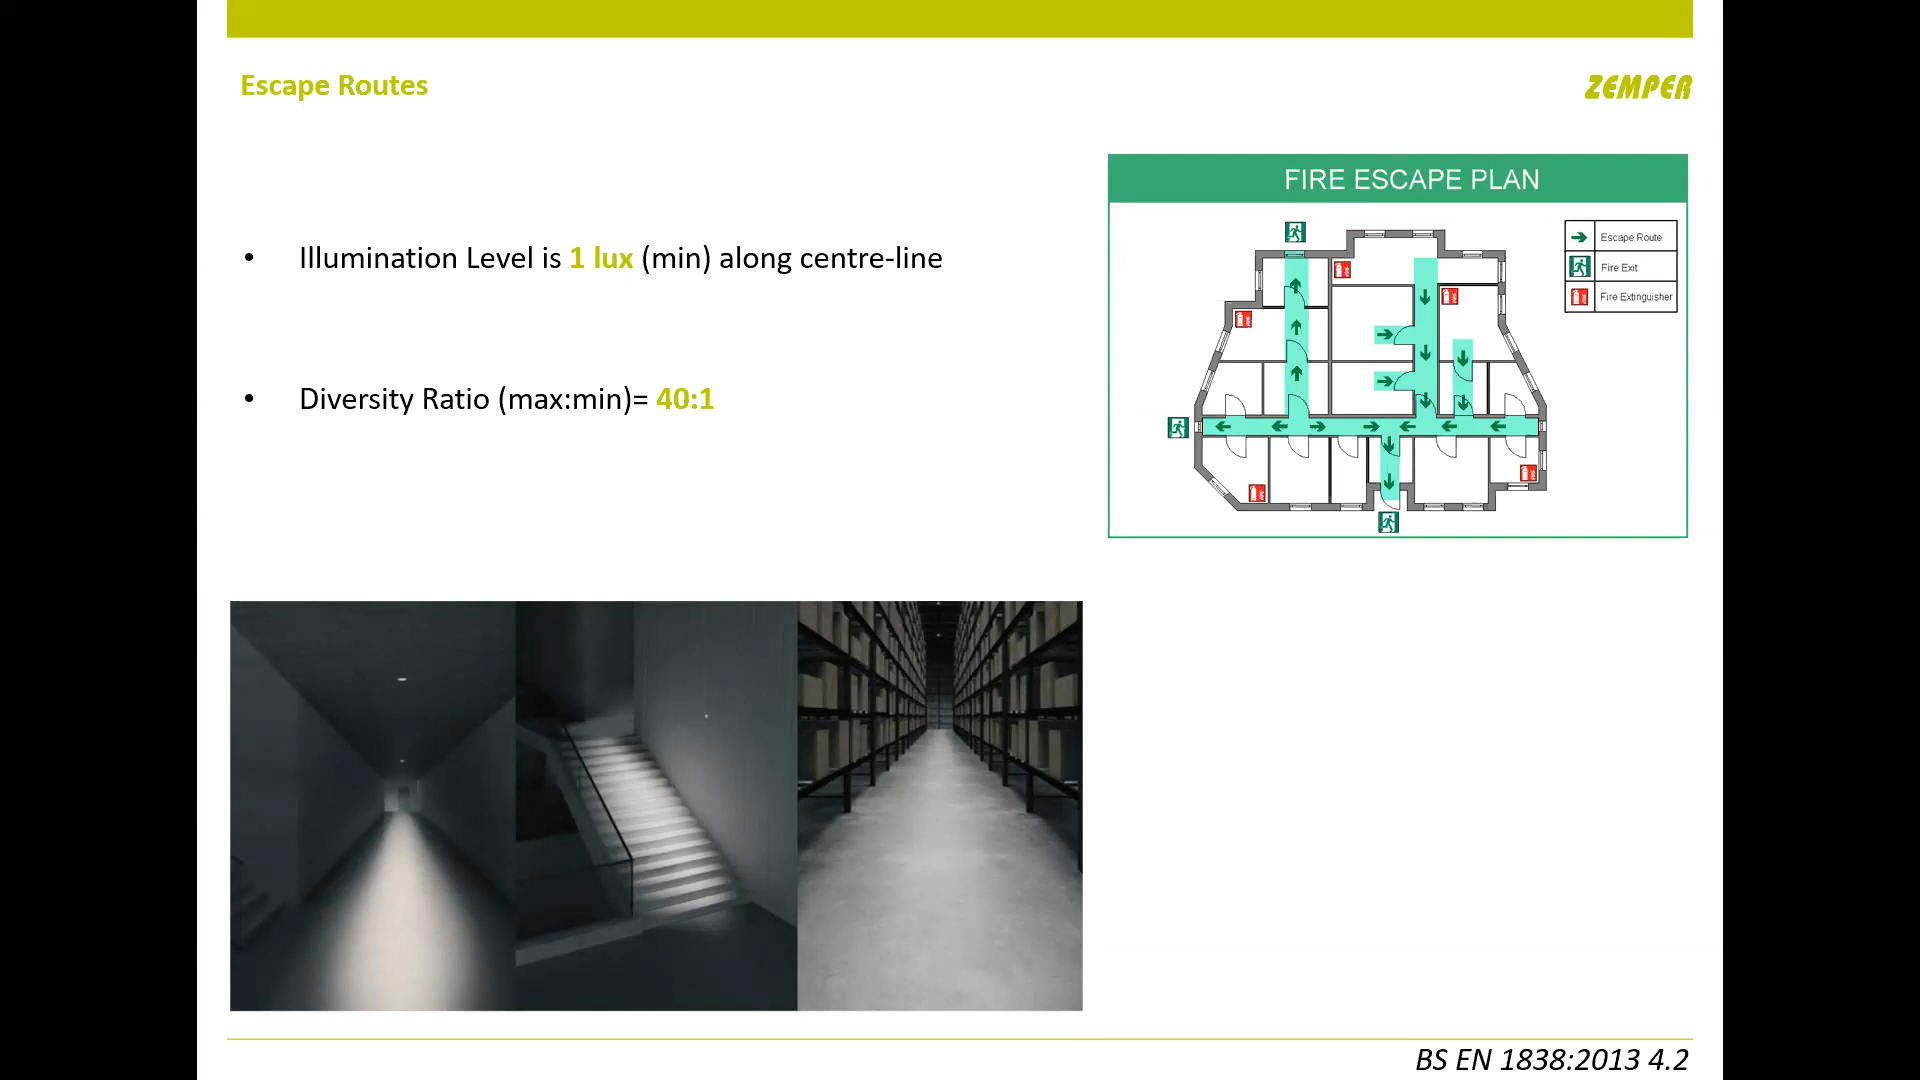 Escape Routes
ZEMPER
• Illumination Level is 1 lux (min) along centre-line
• Diversity Ratio (max:min)= 40:1
FIRE ESCAPE PLAN
Escape Route
Fire Exit
Fire Extinguisher
BS EN 1838:2013 4.2